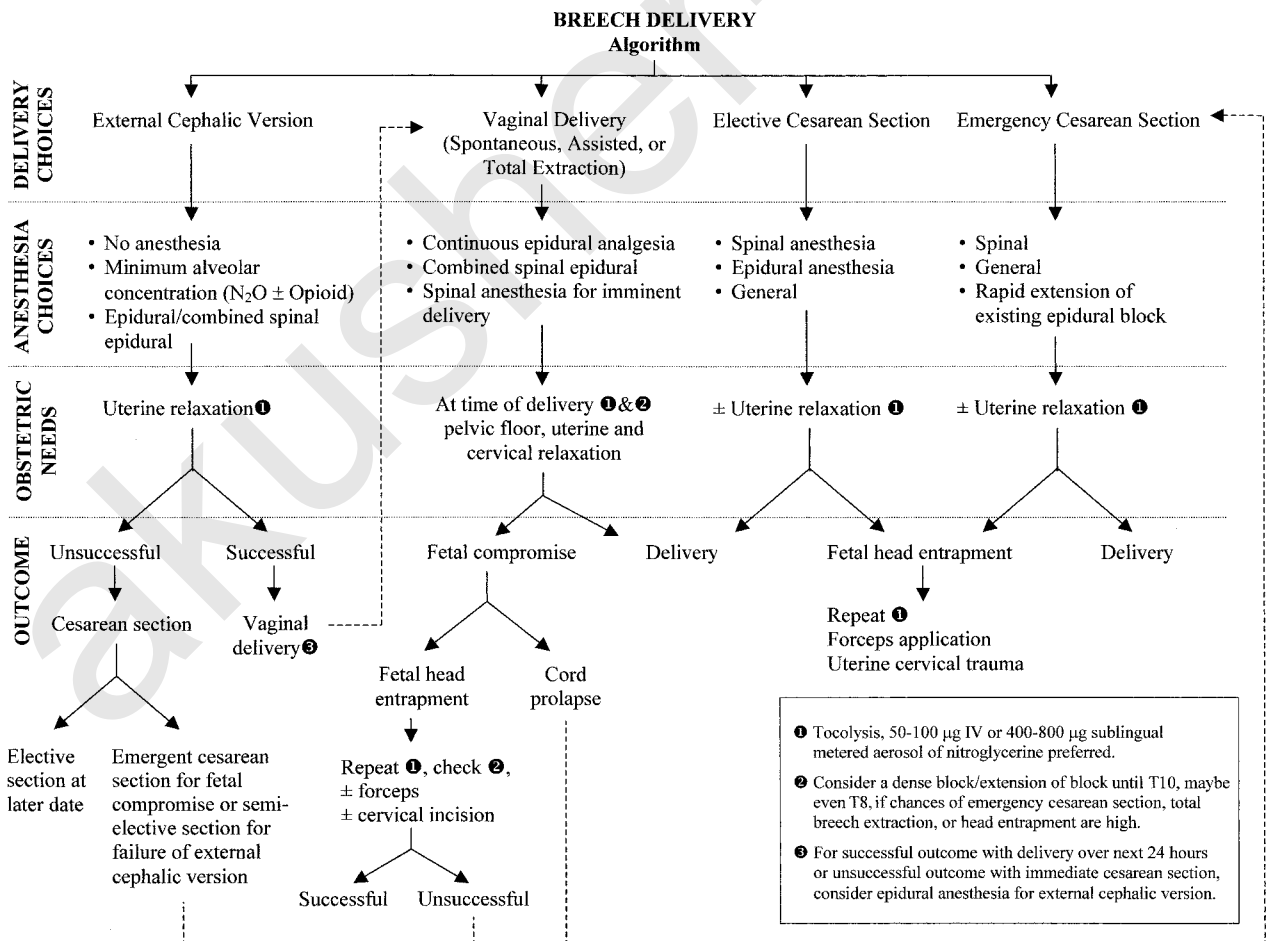 BREECH DELIVERY
Algorithm
DELIVERY
CHOICES
External Cephalic Version
Vaginal Delivery
(Spontaneous, Assisted, or
Total Extraction)
Elective Cesarean Section
Emergency Cesarean Section
ANESTHESIA
CHOICES
• No anesthesia
• Minimum alveolar
concentration (N₂O ± Opioid)
• Epidural/combined spinal
epidural
• Continuous epidural analgesia
• Combined spinal epidural
• Spinal anesthesia for imminent
delivery
• Spinal anesthesia
• Epidural anesthesia
• General
• Spinal
• General
• Rapid extension of
existing epidural block
OBSTETRIC
NEEDS
Uterine relaxation❶
At time of delivery ❶&❷
pelvic floor, uterine and
cervical relaxation
± Uterine relaxation ❶
± Uterine relaxation ❶
OUTCOME
Unsuccessful
Successful
Fetal compromise
Delivery
Fetal head entrapment
Delivery
Cesarean section
Vaginal
delivery❸
Repeat ❶
Forceps application
Uterine cervical trauma
Fetal head
entrapment
Cord
prolapse
Elective
section at
later date
Emergent cesarean
section for fetal
compromise or semi-
elective section for
failure of external
cephalic version
Repeat ❶, check ❷,
± forceps
± cervical incision
Successful
Unsuccessful
❶ Tocolysis, 50-100 µg IV or 400-800 µg sublingual
metered aerosol of nitroglycerine preferred.
❷ Consider a dense block/extension of block until T10, maybe
even T8, if chances of emergency cesarean section, total
breech extraction, or head entrapment are high.
❸ For successful outcome with delivery over next 24 hours
or unsuccessful outcome with immediate cesarean section,
consider epidural anesthesia for external cephalic version.
akusher